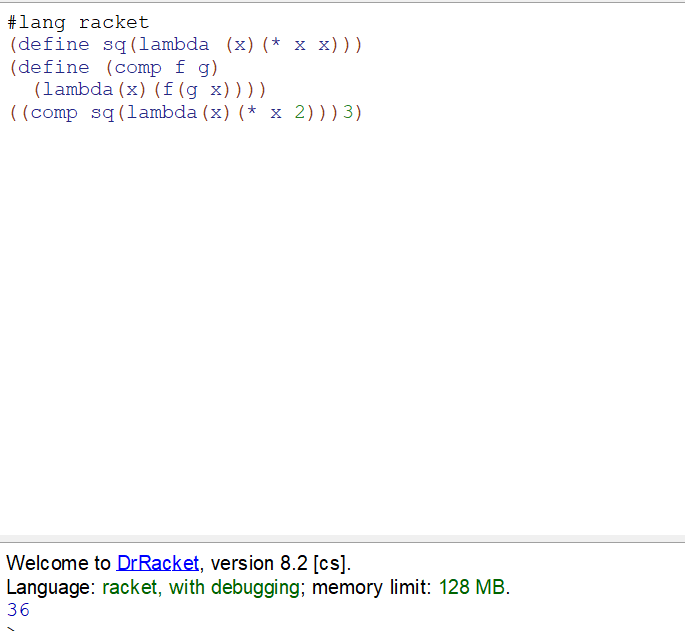 #lang racket
(define sq(lambda (x)(* x x)))
(define (comp f g)
  (lambda(x)(f(g x))))
((comp sq(lambda(x)(* x 2)))3)
Welcome to DrRacket, version 8.2 [cs].
Language: racket, with debugging; memory limit: 128 MB.
36
>